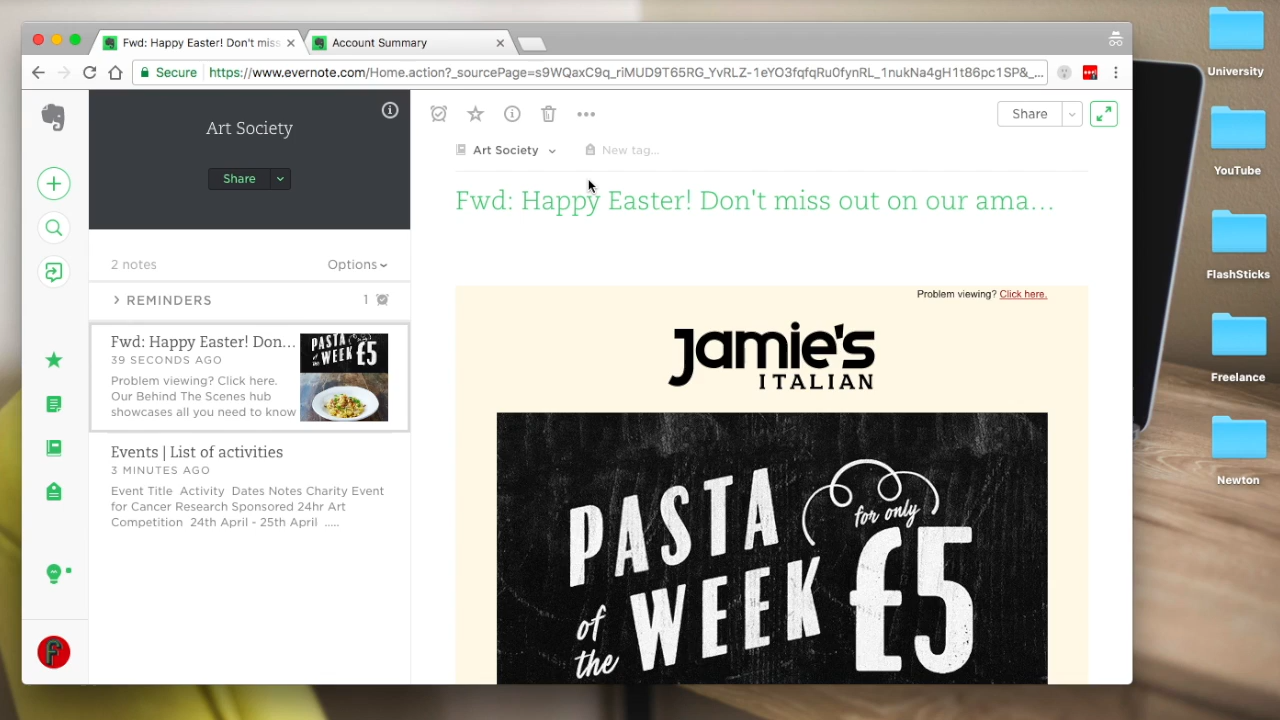 Fwd: Happy Easter! Don't miss
Account Summary
Secure
https://www.evernote.com/Home.action?_sourcePage=s9WQaxC9q_riMUD9T65RG_YvRLZ-1eYO3fqfqRu0fynRL_1nukNa4gH1t86pc1SP&_...
Art Society
Share
2 notes
Options
REMINDERS
1
Fwd: Happy Easter! Don...
39 SECONDS AGO
Problem viewing? Click here.
Our Behind The Scenes hub
showcases all you need to know
PASTA
of the WEEK £5
Events | List of activities
3 MINUTES AGO
Event Title Activity Dates Notes Charity Event
for Cancer Research Sponsored 24hr Art
Competition 24th April - 25th April .....
Share
Art Society
New tag...
Fwd: Happy Easter! Don't miss out on our ama...
Problem viewing? Click here.
Jamie's
ITALIAN
PASTA
of the WEEK
for only
£5
University
YouTube
FlashSticks
Freelance
Newton